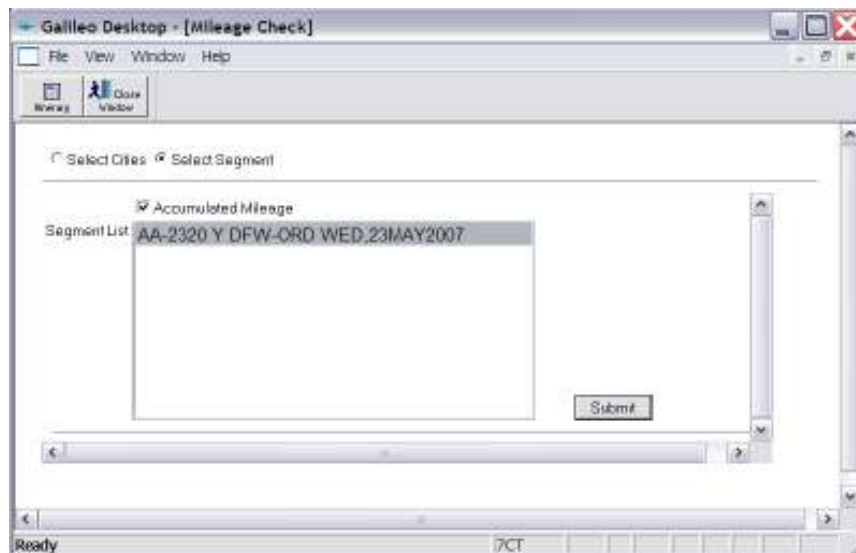 Galileo Desktop - [Mileage Check]
File View Window Help
Itinerary
Close
Window
Select Cities Select Segment
Accumulated Mileage
Segment List AA-2320 Y DFW-ORD WED,23MAY2007
Submit
Ready 7CT